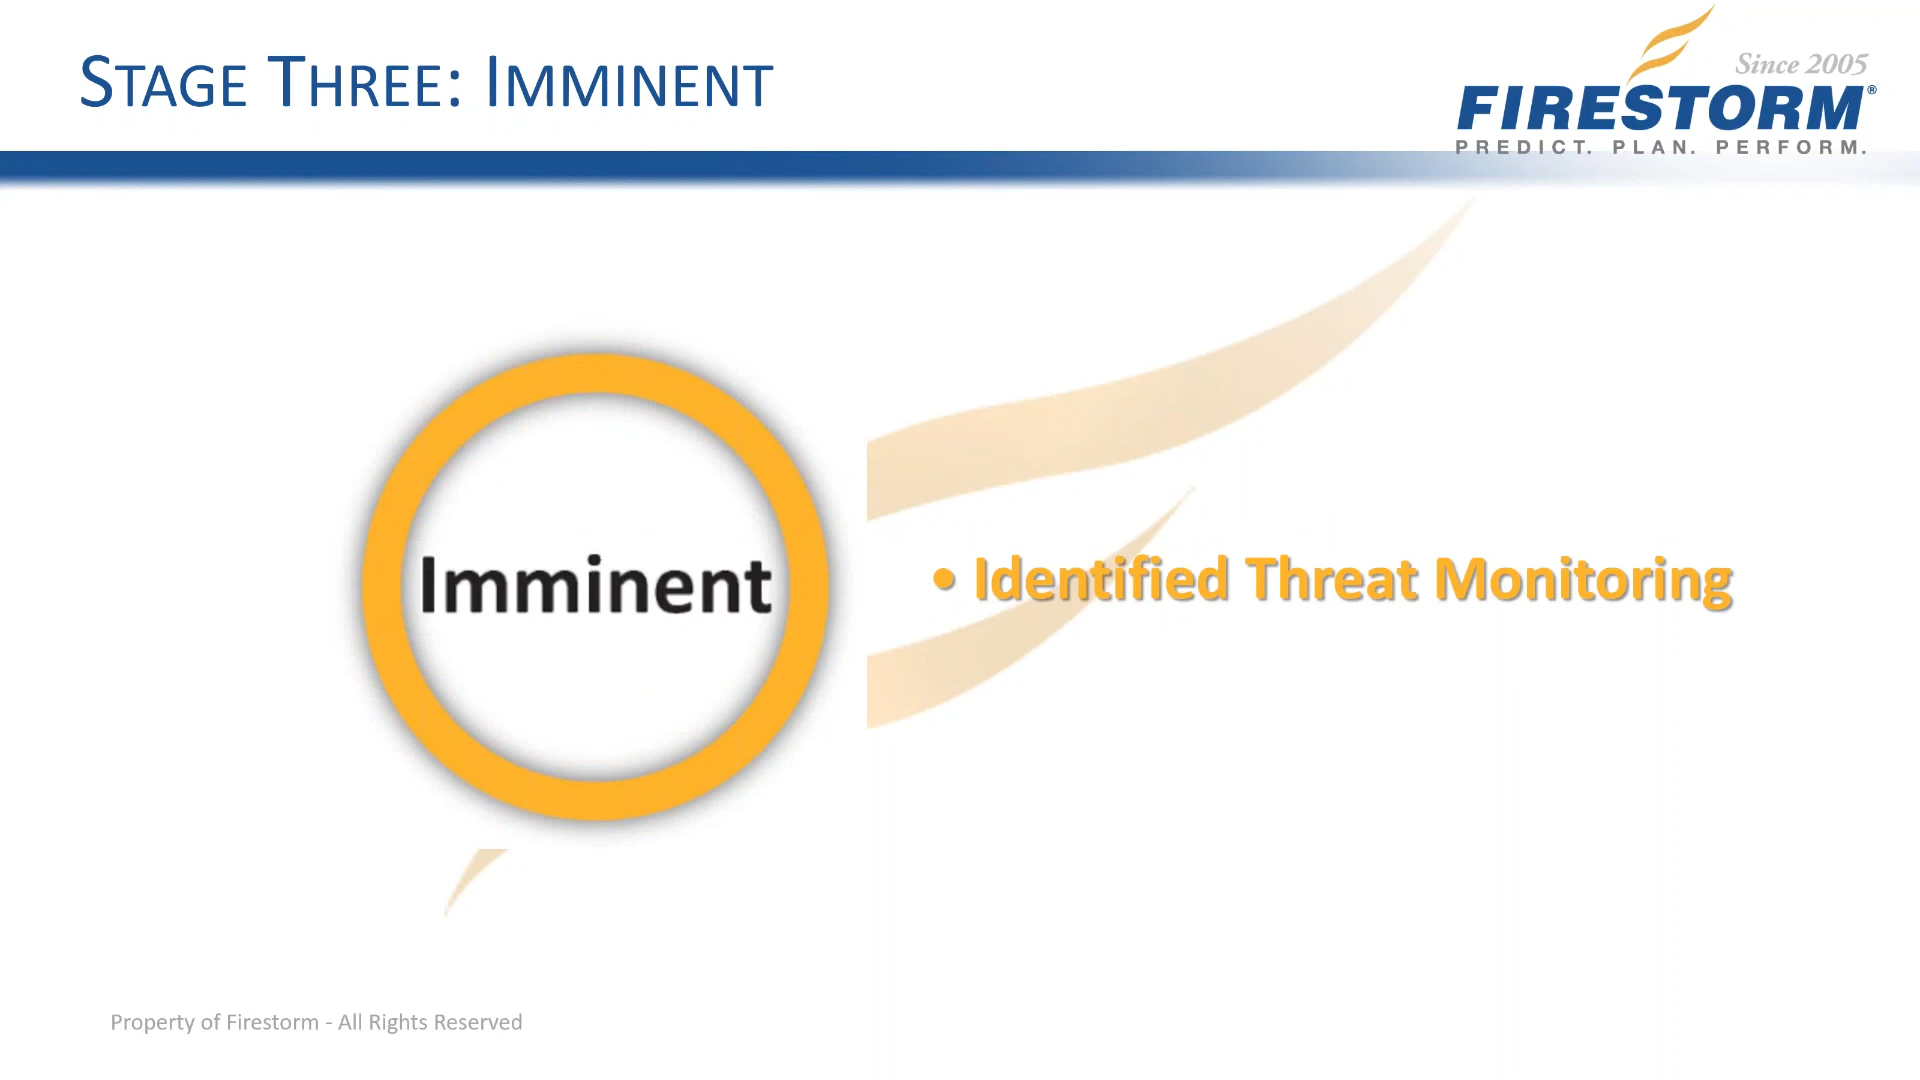 STAGE THREE: IMMINENT
Since 2005
FIRESTORM®
PREDICT. PLAN. PERFORM.
Imminent
• Identified Threat Monitoring
Property of Firestorm - All Rights Reserved